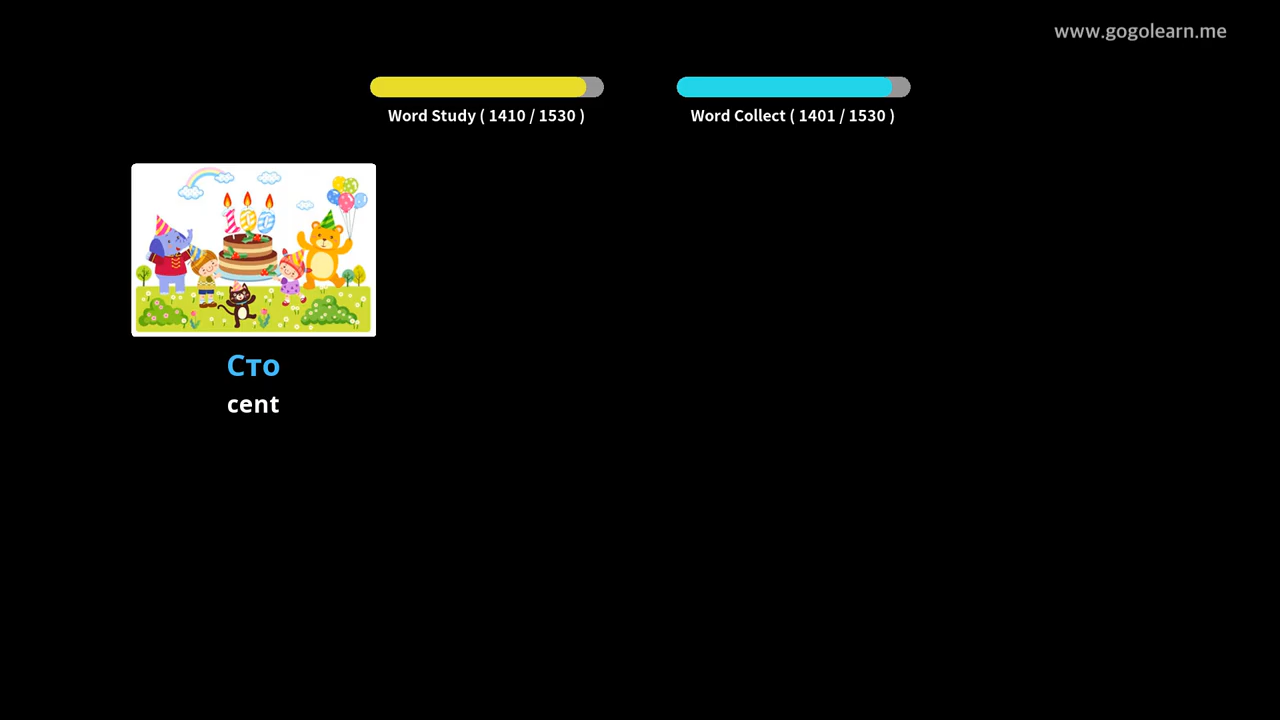 www.gogolearn.me
Word Study ( 1410 / 1530 )
Word Collect ( 1401 / 1530 )
100
Сто
cent